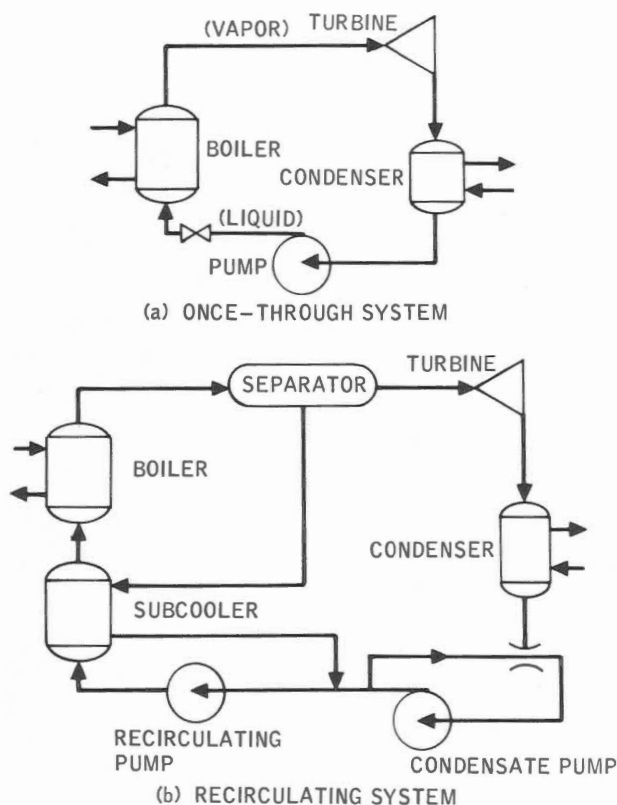 (VAPOR)
TURBINE
BOILER
CONDENSER
(LIQUID)
PUMP
(a) ONCE-THROUGH SYSTEM
TURBINE
SEPARATOR
BOILER
CONDENSER
SUBCOOLER
RECIRCULATING
PUMP
CONDENSATE PUMP
(b) RECIRCULATING SYSTEM